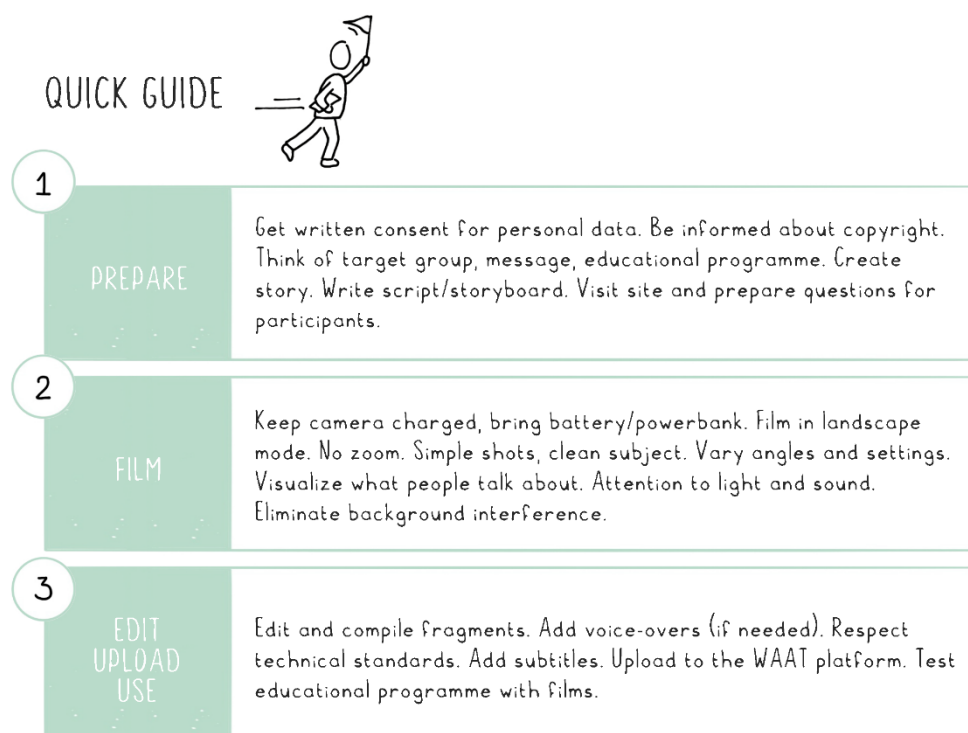 QUICK GUIDE
1
PREPARE
Get written consent for personal data. Be informed about copyright.
Think of target group, message, educational programme. Create
story. Write script/storyboard. Visit site and prepare questions for
participants.
2
FILM
Keep camera charged, bring battery/powerbank. Film in landscape
mode. No zoom. Simple shots, clean subject. Vary angles and settings.
Visualize what people talk about. Attention to light and sound.
Eliminate background interference.
3
EDIT
UPLOAD
USE
Edit and compile fragments. Add voice-overs (if needed). Respect
technical standards. Add subtitles. Upload to the WAAT platform. Test
educational programme with films.